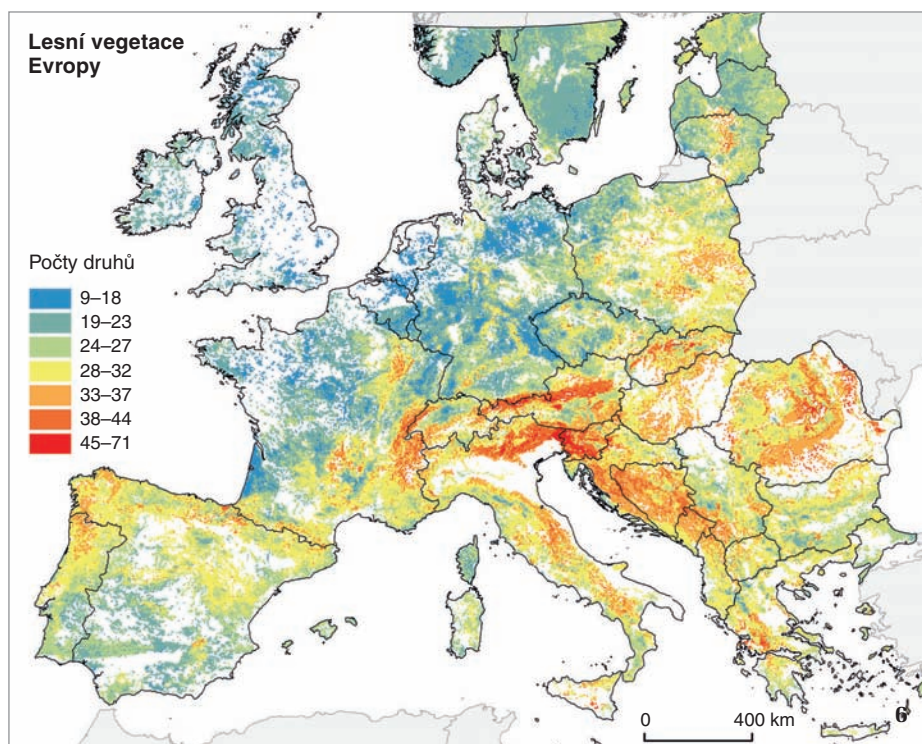 Lesní vegetace
Evropy
Počty druhů
9–18
19–23
24–27
28–32
33–37
38–44
45–71
0 400 km
6